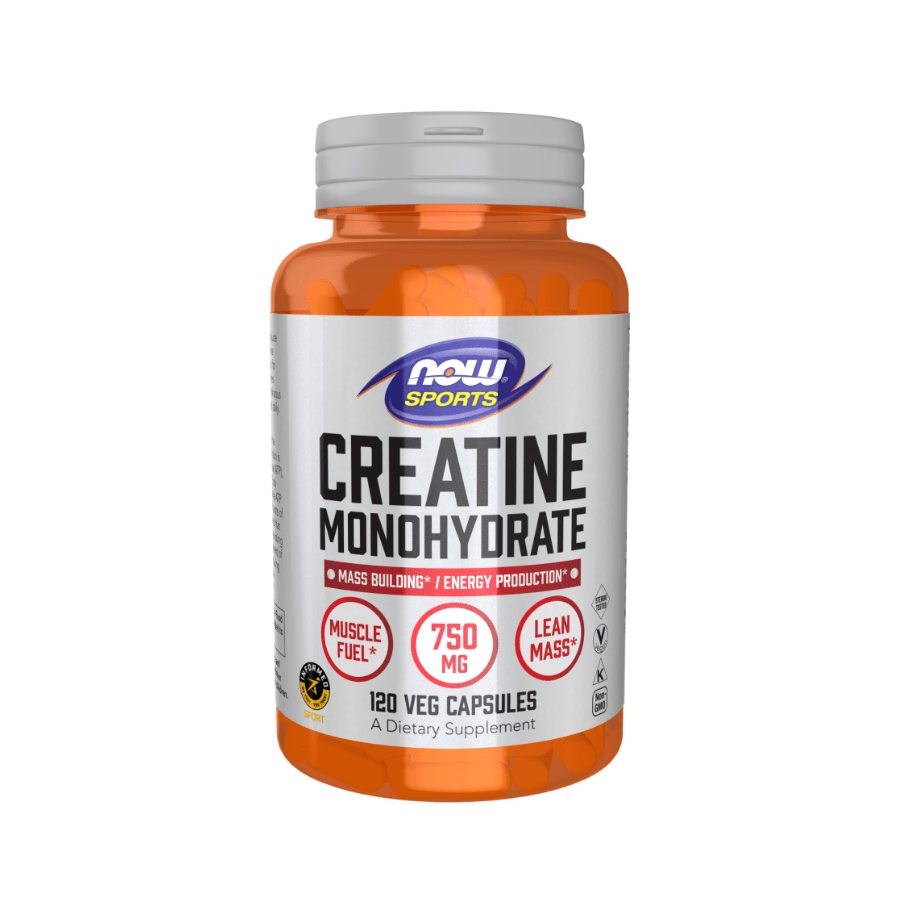 NOW®
SPORTS
CREATINE
MONOHYDRATE
MASS BUILDING* / ENERGY PRODUCTION*
MUSCLE
FUEL*
750
MG
LEAN
MASS*
120 VEG CAPSULES
A Dietary Supplement
INFORMED
SPORT
TESTED
V
K
Non-
GMO